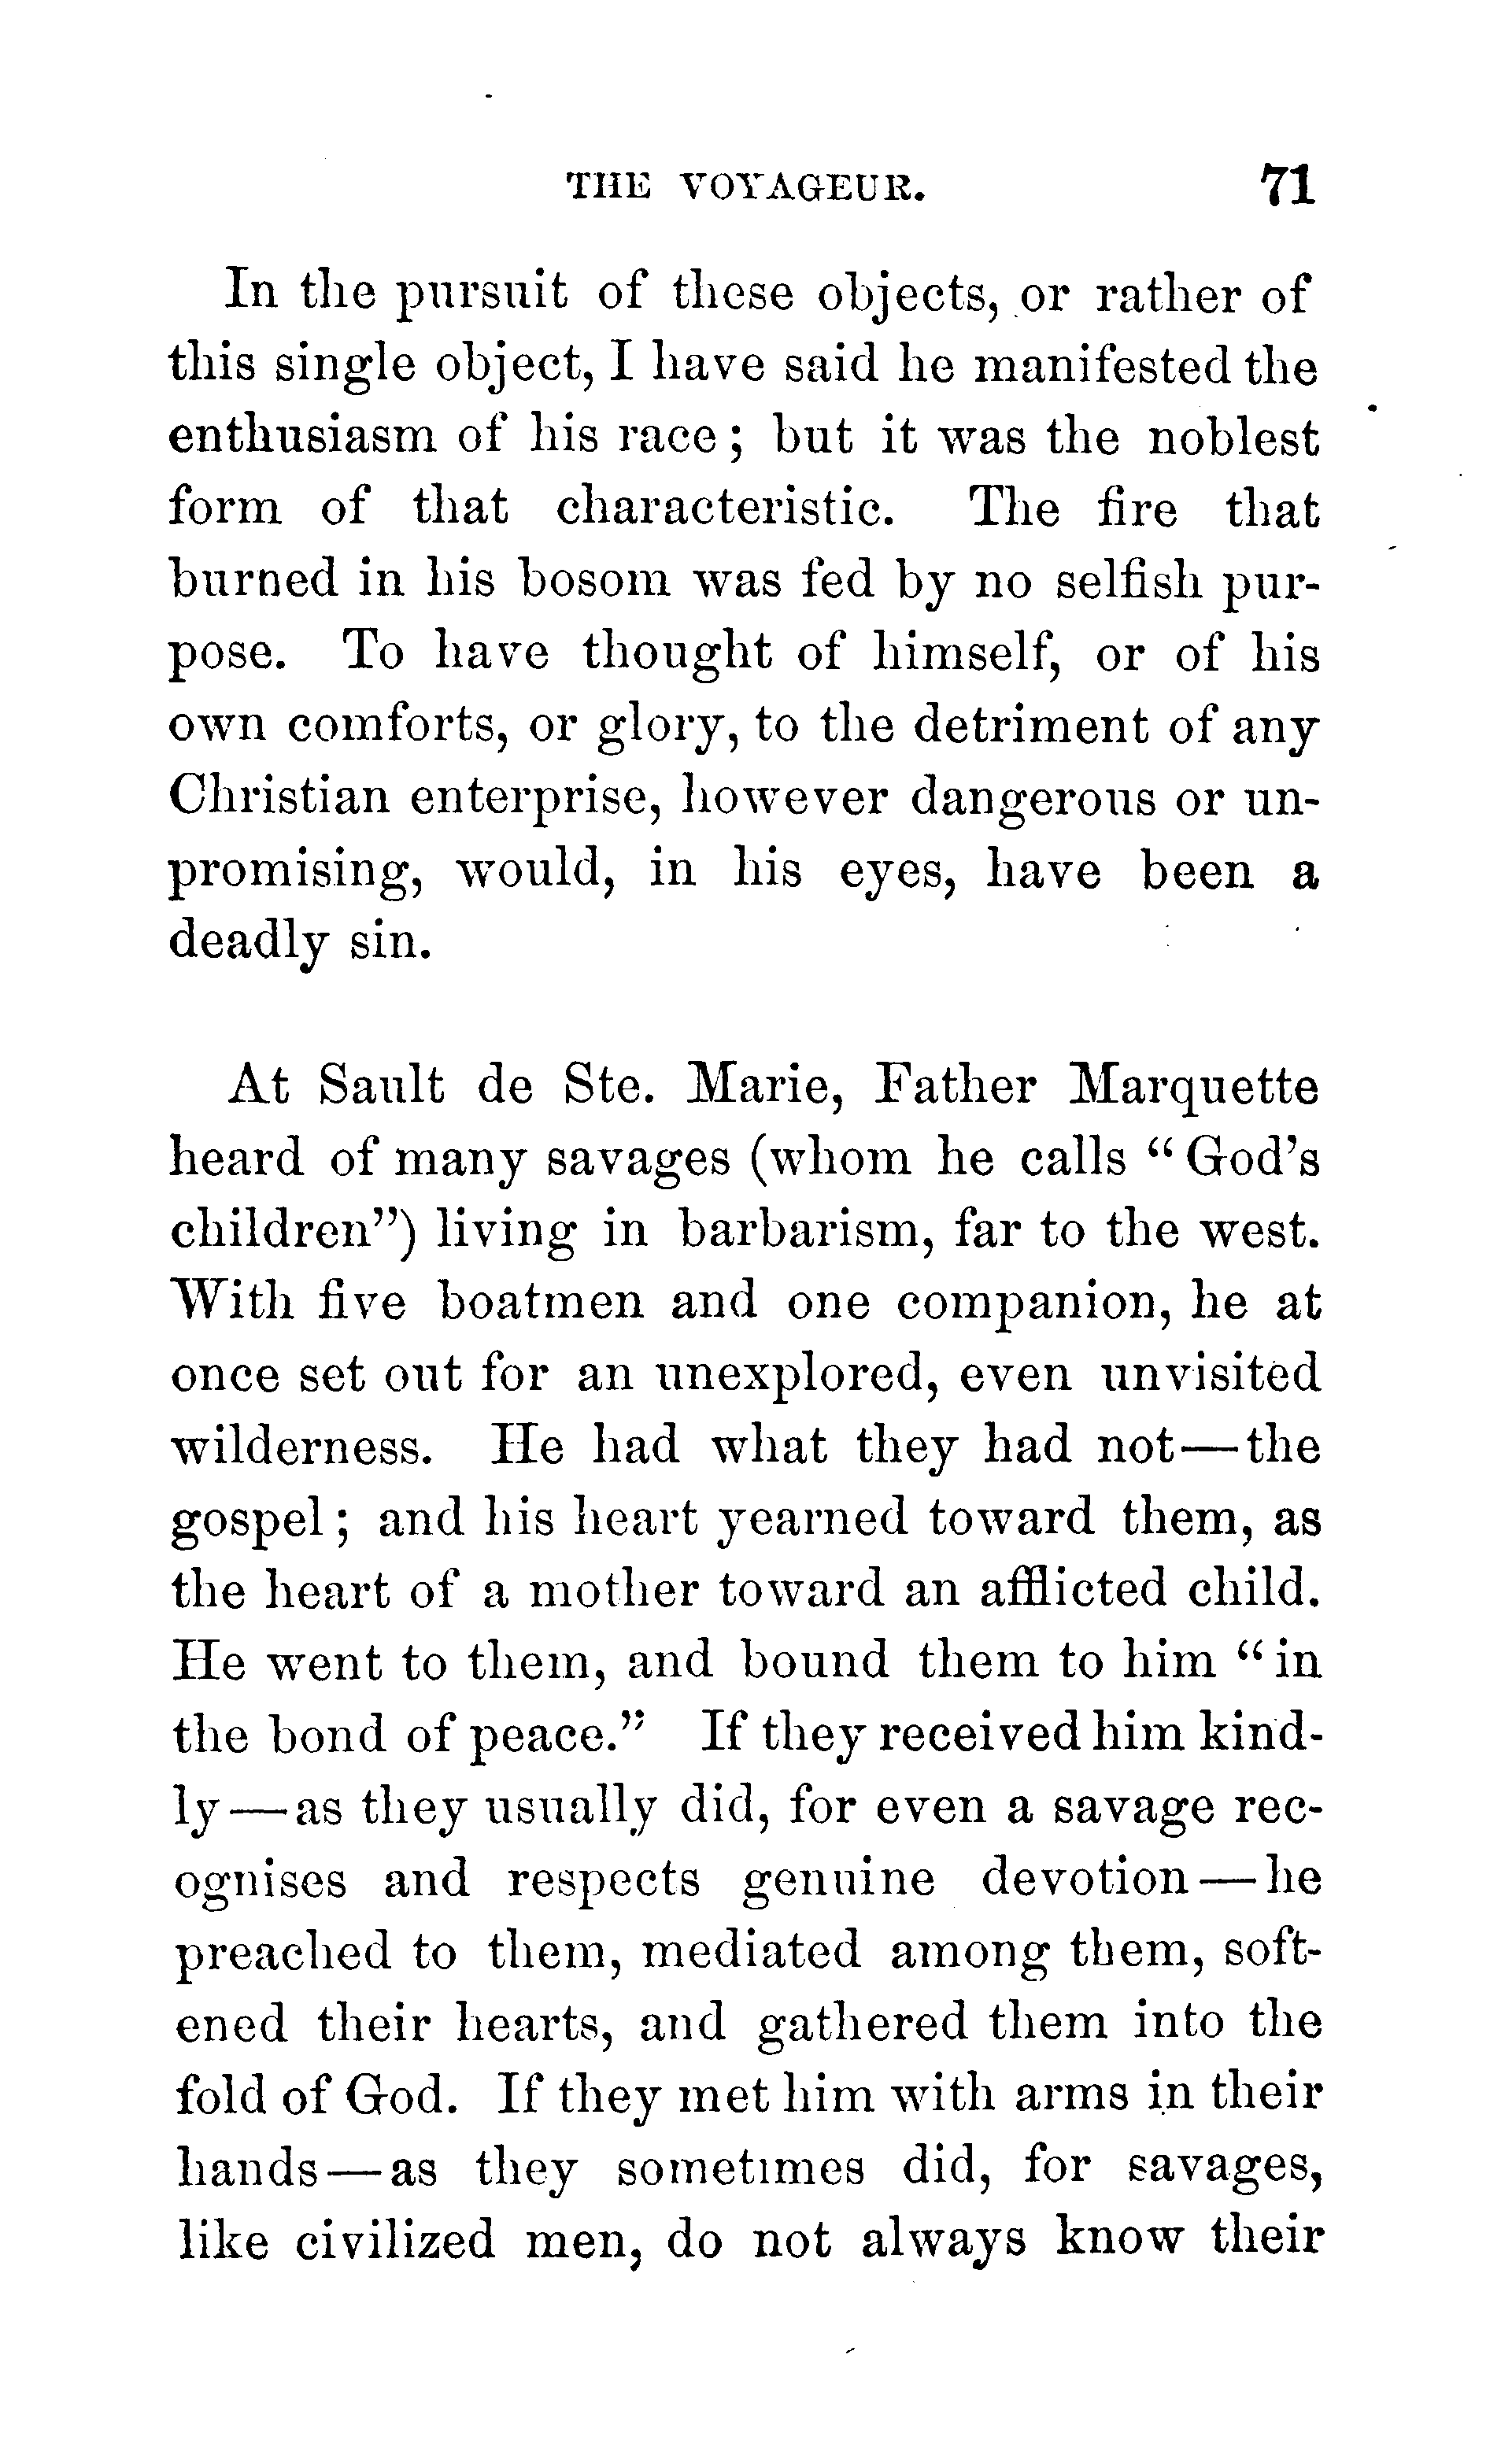 THE VOYAGEUR. 71
In the pursuit of these objects, or rather of
this single object, I have said he manifested the
enthusiasm of his race; but it was the noblest
form of that characteristic. The fire that
burned in his bosom was fed by no selfish pur-
pose. To have thought of himself, or of his
own comforts, or glory, to the detriment of any
Christian enterprise, however dangerous or un-
promising, would, in his eyes, have been a
deadly sin.
At Sault de Ste. Marie, Father Marquette
heard of many savages (whom he calls "God's
children") living in barbarism, far to the west.
With five boatmen and one companion, he at
once set out for an unexplored, even unvisited
wilderness. He had what they had not—the
gospel; and his heart yearned toward them, as
the heart of a mother toward an afflicted child.
He went to them, and bound them to him "in
the bond of peace." If they received him kind-
ly—as they usually did, for even a savage rec-
ognises and respects genuine devotion—he
preached to them, mediated among them, soft-
ened their hearts, and gathered them into the
fold of God. If they met him with arms in their
hands—as they sometimes did, for savages,
like civilized men, do not always know their